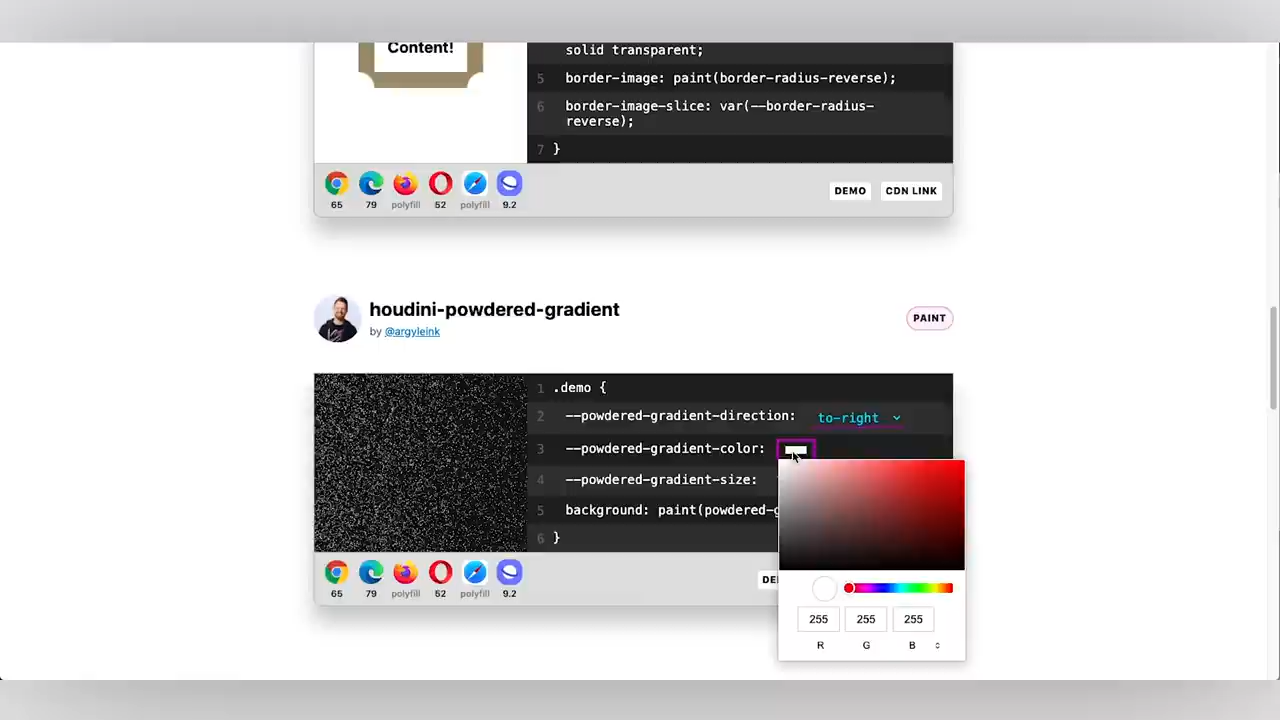 Content!
solid transparent;
5 border-image: paint(border-radius-reverse);
6 border-image-slice: var(--border-radius-
reverse);
7 }
65 79 polyfill 52 polyfill 9.2
DEMO CDN LINK
houdini-powdered-gradient
by @argyleink
PAINT
1 .demo {
2 --powdered-gradient-direction: to-right
3 --powdered-gradient-color:
4 --powdered-gradient-size:
5 background: paint(powdered-g
6 }
65 79 polyfill 52 polyfill 9.2
DE
255 255 255
R G B